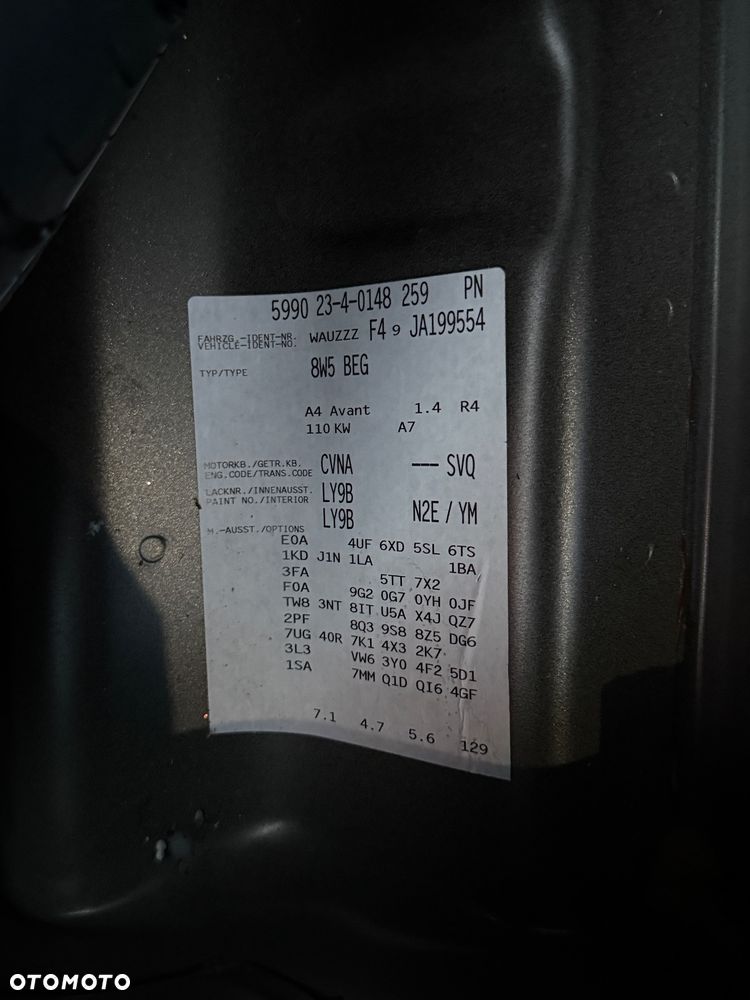 5990 23-4-0148 259 PN
FAHRZG.-IDENT-NR. WAUZZZ F4 9 JA199554
VEHICLE-IDENT-NO.
TYP/TYPE 8W5 BEG
A4 Avant 1.4 R4
110 KW A7
MOTORKB./GETR.KB. CVNA --- SVQ
ENG.CODE/TRANS.CODE
LACKNR./INNENAUSST. LY9B
PAINT NO./INTERIOR LY9B N2E / YM
M.-AUSST./OPTIONS
E0A 4UF 6XD 5SL 6TS
1KD J1N 1LA 1BA
3FA 5TT 7X2
F0A 9G2 0G7 0YH 0JF
TW8 3NT 8IT U5A X4J QZ7
2PF 8Q3 9S8 8Z5 DG6
7UG 40R 7K1 4X3 2K7
3L3 VW6 3Y0 4F2 5D1
1SA 7MM Q1D QI6 4GF
7.1 4.7 5.6 129
OTOMOTO